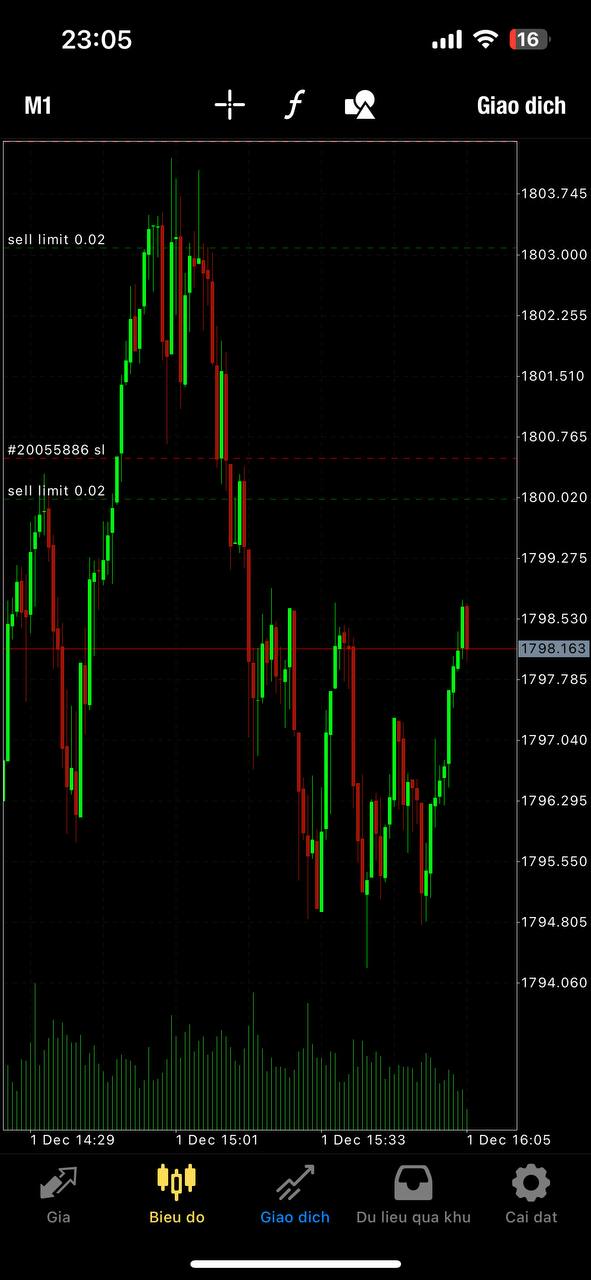 23:05
16
M1
f
Giao dich
1803.745
sell limit 0.02
1803.000
1802.255
1801.510
1800.765
#20055886 sl
sell limit 0.02
1800.020
1799.275
1798.530
1798.163
1797.785
1797.040
1796.295
1795.550
1794.805
1794.060
1 Dec 14:29
1 Dec 15:01
1 Dec 15:33
1 Dec 16:05
Gia
Bieu do
Giao dich
Du lieu qua khu
Cai dat